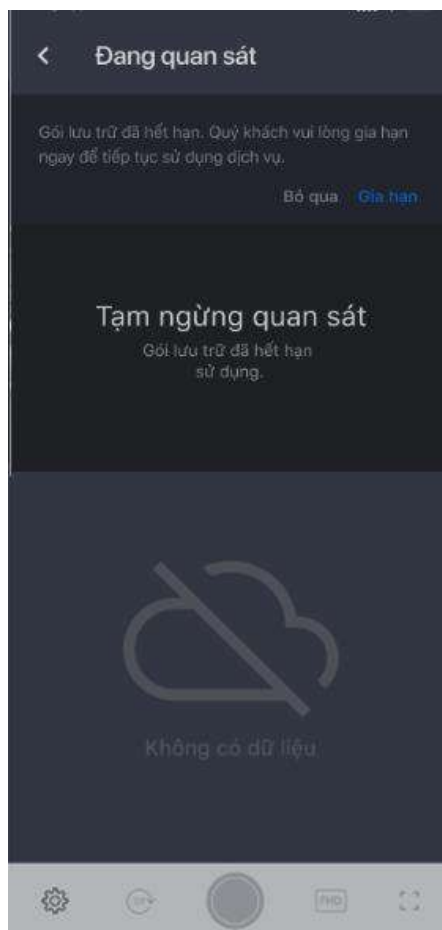 Đang quan sát
Gói lưu trữ đã hết hạn. Quý khách vui lòng gia hạn
ngay để tiếp tục sử dụng dịch vụ.
Bỏ qua Gia hạn
Tạm ngừng quan sát
Gói lưu trữ đã hết hạn
sử dụng.
Không có dữ liệu
FHD